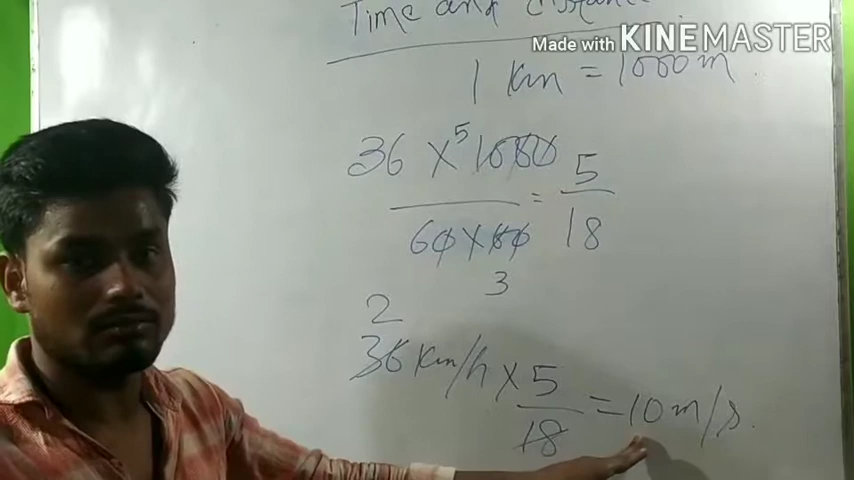 Time and Distance
Made with KINEMASTER
1 Km = 1000 m
36 × 5 1000 = 5
60 × 60 18
3
2
36 Km/h × 5 = 10 m/s.
18